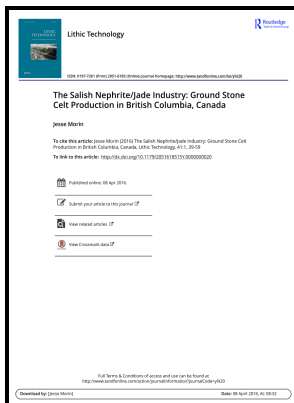 LITHIC
TECHNOLOGY
Routledge
Lithic Technology
ISSN: 0197-7261 (Print) 2051-6185 (Online) Journal homepage: http://www.tandfonline.com/loi/ylit20
The Salish Nephrite/Jade Industry: Ground Stone
Celt Production in British Columbia, Canada
Jesse Morin
To cite this article: Jesse Morin (2016) The Salish Nephrite/Jade Industry: Ground Stone Celt
Production in British Columbia, Canada, Lithic Technology, 41:1, 39-59
To link to this article: http://dx.doi.org/10.1179/2051618515Y.0000000020
Published online: 08 Apr 2016.
Submit your article to this journal
View related articles
View Crossmark data
Full Terms & Conditions of access and use can be found at
http://www.tandfonline.com/action/journalInformation?journalCode=ylit20
Download by: [Jesse Morin]
Date: 08 April 2016, At: 08:32